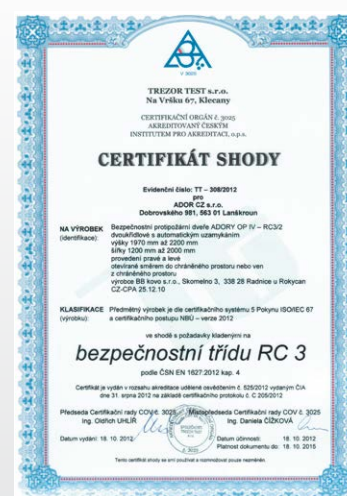 V 3025
TREZOR TEST s.r.o.
Na Vršku 67, Klecany
CERTIFIKAČNÍ ORGÁN č. 3025
AKREDITOVANÝ ČESKÝM
INSTITUTEM PRO AKREDITACI, o.p.s.
CERTIFIKÁT SHODY
Evidenční číslo: TT – 308/2012
pro
ADOR CZ s.r.o.
Dobrovského 981, 563 01 Lanškroun
NA VÝROBEK Bezpečnostní protipožární dveře ADORY OP IV – RC3/2
(identifikace): dvoukřídlové s automatickým uzamykáním
výšky 1970 mm až 2200 mm
šířky 1200 mm až 2000 mm
provedení pravé a levé
otevírané směrem do chráněného prostoru nebo ven
z chráněného prostoru
výrobce BB kovo s.r.o., Skomelno 3, 338 28 Radnice u Rokycan
CZ-CPA 25.12.10
KLASIFIKACE Předmětný výrobek je dle certifikačního systému 5 Pokynu ISO/IEC 67
(výrobku): a certifikačního postupu NBÚ – verze 2012
ve shodě s požadavky kladenými na
bezpečnostní třídu RC 3
podle ČSN EN 1627:2012 kap. 4
Certifikát je vydán v rozsahu akreditace udělené osvědčením č. 525/2012 vydaným ČIA
dne 31. srpna 2012 na základě certifikačního protokolu č. C 205/2012
Předseda Certifikační rady COV č. 3025 Místopředseda Certifikační rady COV č. 3025
Ing. Oldřich UHLÍŘ Ing. Daniela ČÍŽKOVÁ
Datum vydání: 18. 10. 2012 Datum účinnosti: 18. 10. 2012
Platnost dokumentu do: 18. 10. 2015
Tento certifikát shody se smí používat a rozmnožovat pouze nezměněn.